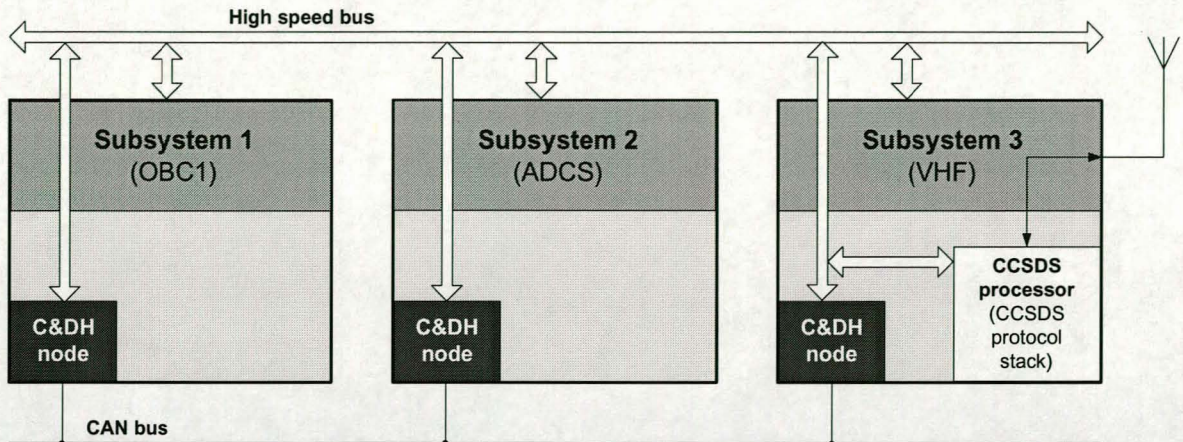 High speed bus
Subsystem 1
(OBC1)
Subsystem 2
(ADCS)
Subsystem 3
(VHF)
C&DH
node
C&DH
node
C&DH
node
CCSDS
processor
(CCSDS
protocol
stack)
CAN bus